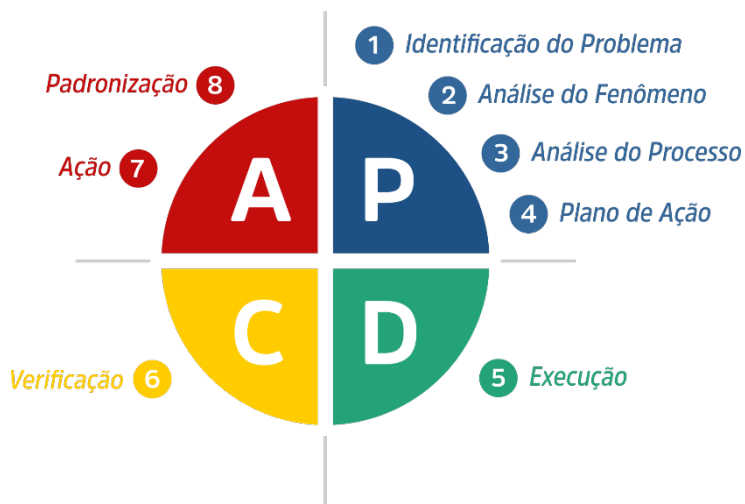 1 Identificação do Problema
2 Análise do Fenômeno
3 Análise do Processo
4 Plano de Ação
Padronização 8
Ação 7
A P
C D
Verificação 6
5 Execução